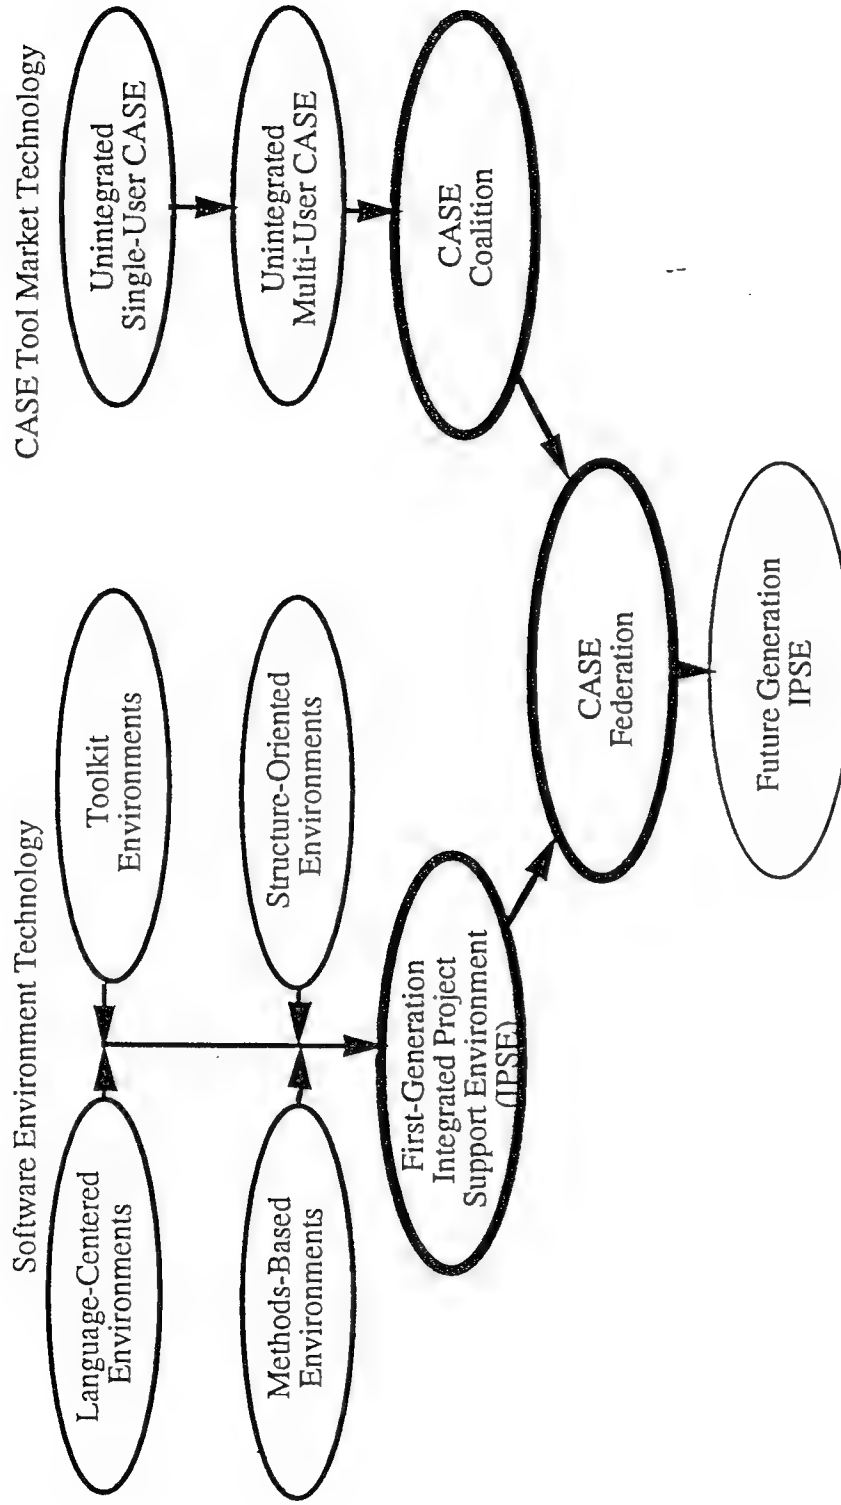 Software Environment Technology
Language-Centered
Environments
Toolkit
Environments
Methods-Based
Environments
Structure-Oriented
Environments
First-Generation
Integrated Project
Support Environment
(IPSE)
CASE Tool Market Technology
Unintegrated
Single-User CASE
Unintegrated
Multi-User CASE
CASE
Coalition
CASE
Federation
Future Generation
IPSE